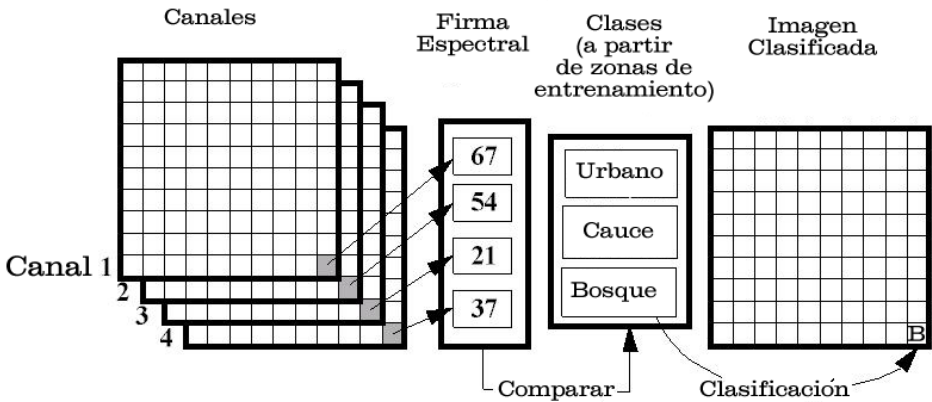 Canales
Firma
Espectral
Clases
(a partir
de zonas de
entrenamiento)
Imagen
Clasificada
Canal 1
2
3
4
67
54
21
37
Urbano
Cauce
Bosque
B
Comparar
Clasificación